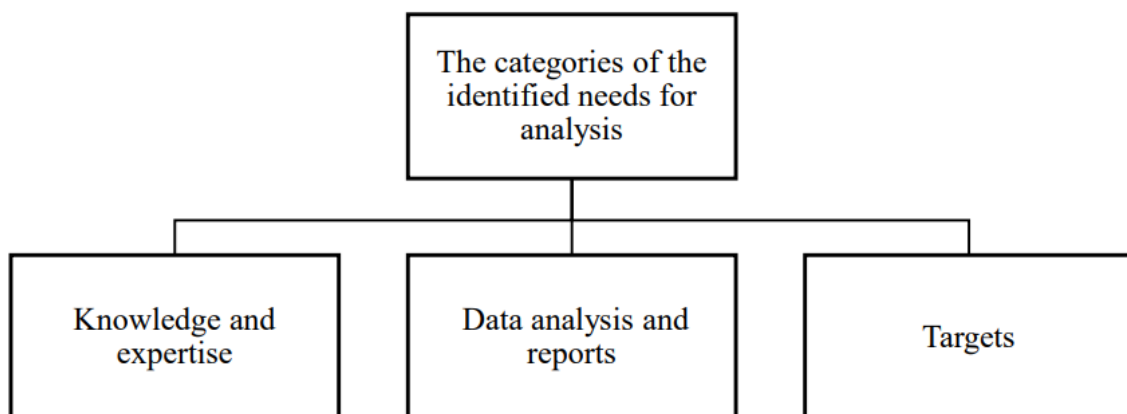 The categories of the
identified needs for
analysis
Knowledge and
expertise
Data analysis and
reports
Targets